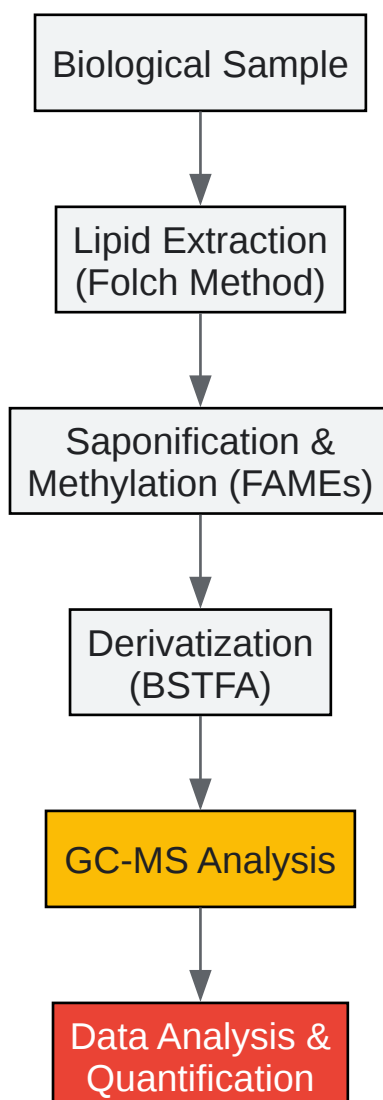 Biological Sample
Lipid Extraction
(Folch Method)
Saponification &
Methylation (FAMEs)
Derivatization
(BSTFA)
GC-MS Analysis
Data Analysis &
Quantification